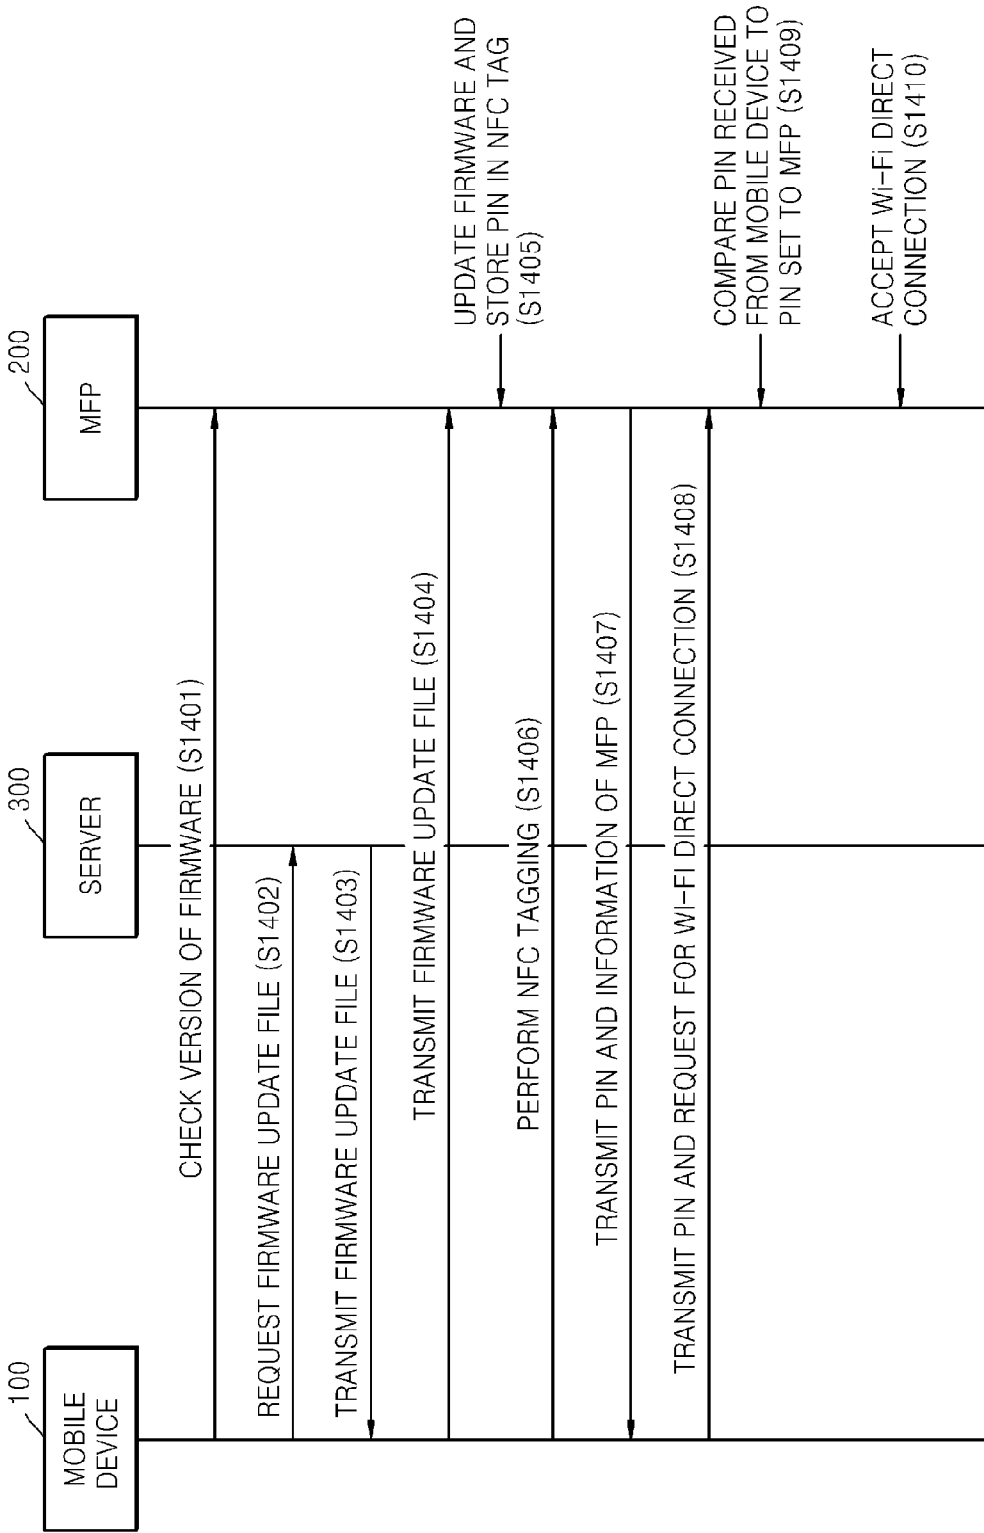 100
300
200
MOBILE
DEVICE
SERVER
MFP
CHECK VERSION OF FIRMWARE (S1401)
REQUEST FIRMWARE UPDATE FILE (S1402)
TRANSMIT FIRMWARE UPDATE FILE (S1403)
TRANSMIT FIRMWARE UPDATE FILE (S1404)
UPDATE FIRMWARE AND
STORE PIN IN NFC TAG
(S1405)
PERFORM NFC TAGGING (S1406)
TRANSMIT PIN AND INFORMATION OF MFP (S1407)
TRANSMIT PIN AND REQUEST FOR WI-FI DIRECT CONNECTION (S1408)
COMPARE PIN RECEIVED
FROM MOBILE DEVICE TO
PIN SET TO MFP (S1409)
ACCEPT Wi-Fi DIRECT
CONNECTION (S1410)